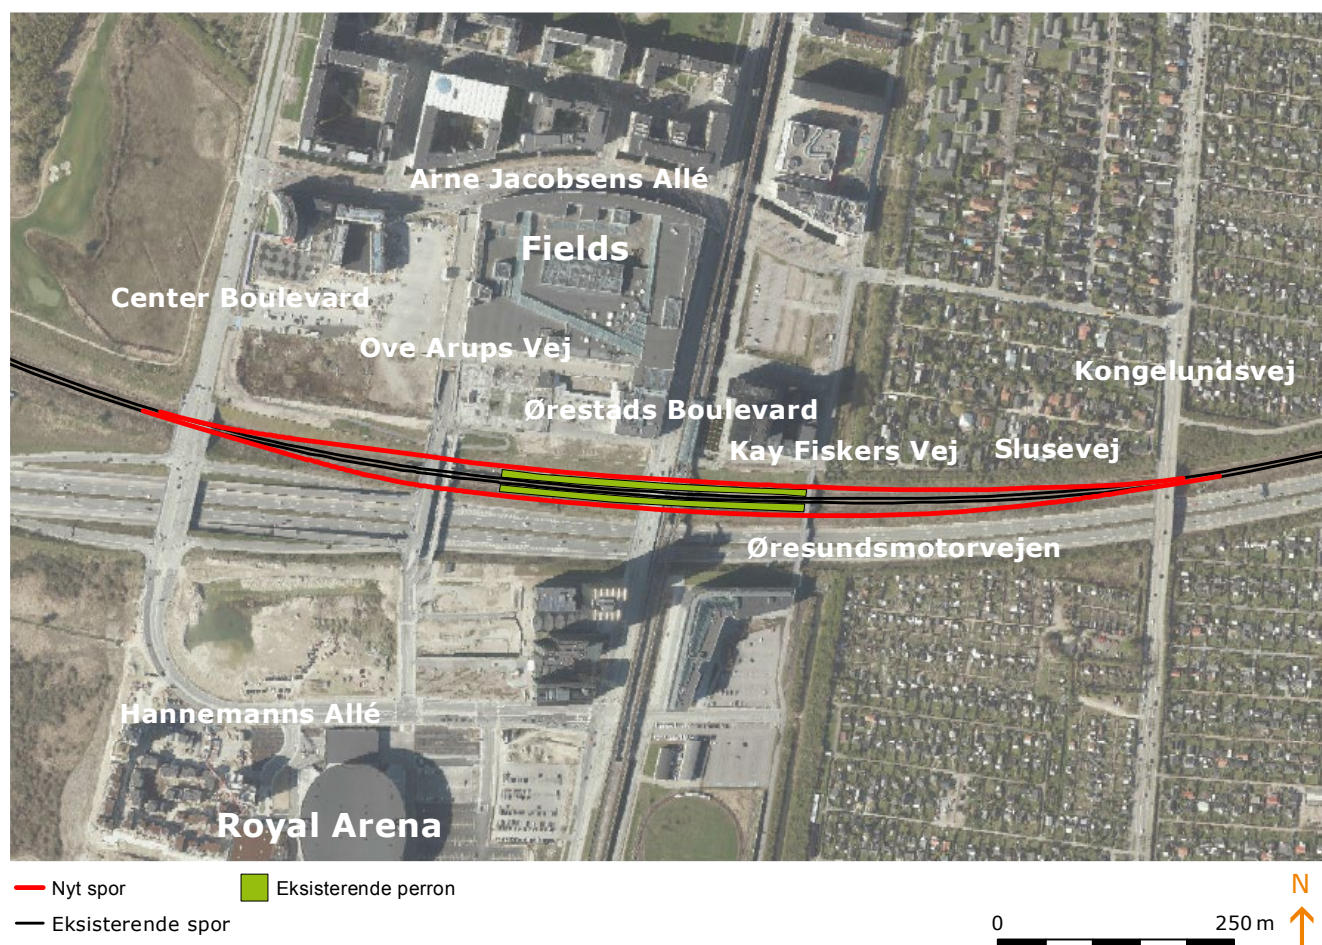 Arne Jacobsens Allé
Fields
Center Boulevard
Ove Arups Vej
Kongelundsvej
Ørestads Boulevard
Kay Fiskers Vej
Slusevej
Øresundsmotorvejen
Hannemanns Allé
Royal Arena
Nyt spor
Eksisterende perron
Eksisterende spor
0
250 m
N